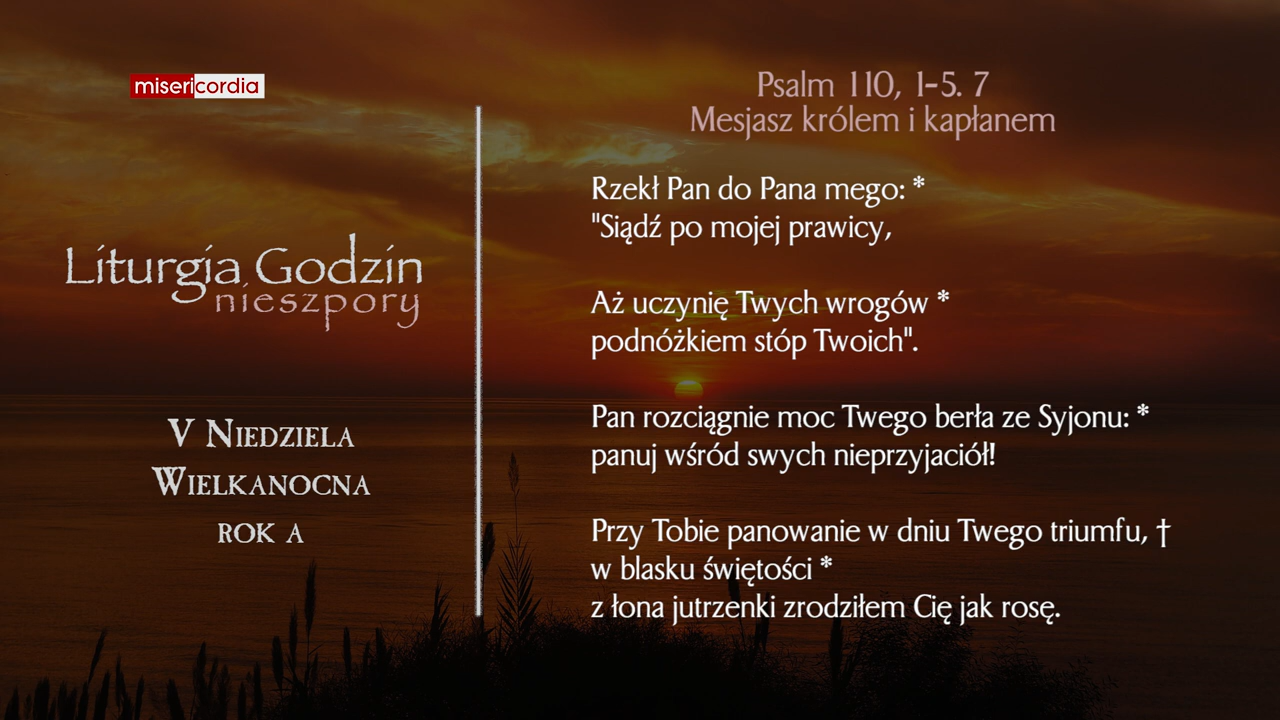 misericordia
Liturgia Godzin
nieszpory
V Niedziela
Wielkanocna
rok A
Psalm 110, 1-5. 7
Mesjasz królem i kapłanem
Rzekł Pan do Pana mego: *
"Siądź po mojej prawicy,
Aż uczynię Twych wrogów *
podnóżkiem stóp Twoich".
Pan rozciągnie moc Twego berła ze Syjonu: *
panuj wśród swych nieprzyjaciół!
Przy Tobie panowanie w dniu Twego triumfu, †
w blasku świętości *
z łona jutrzenki zrodziłem Cię jak rosę.